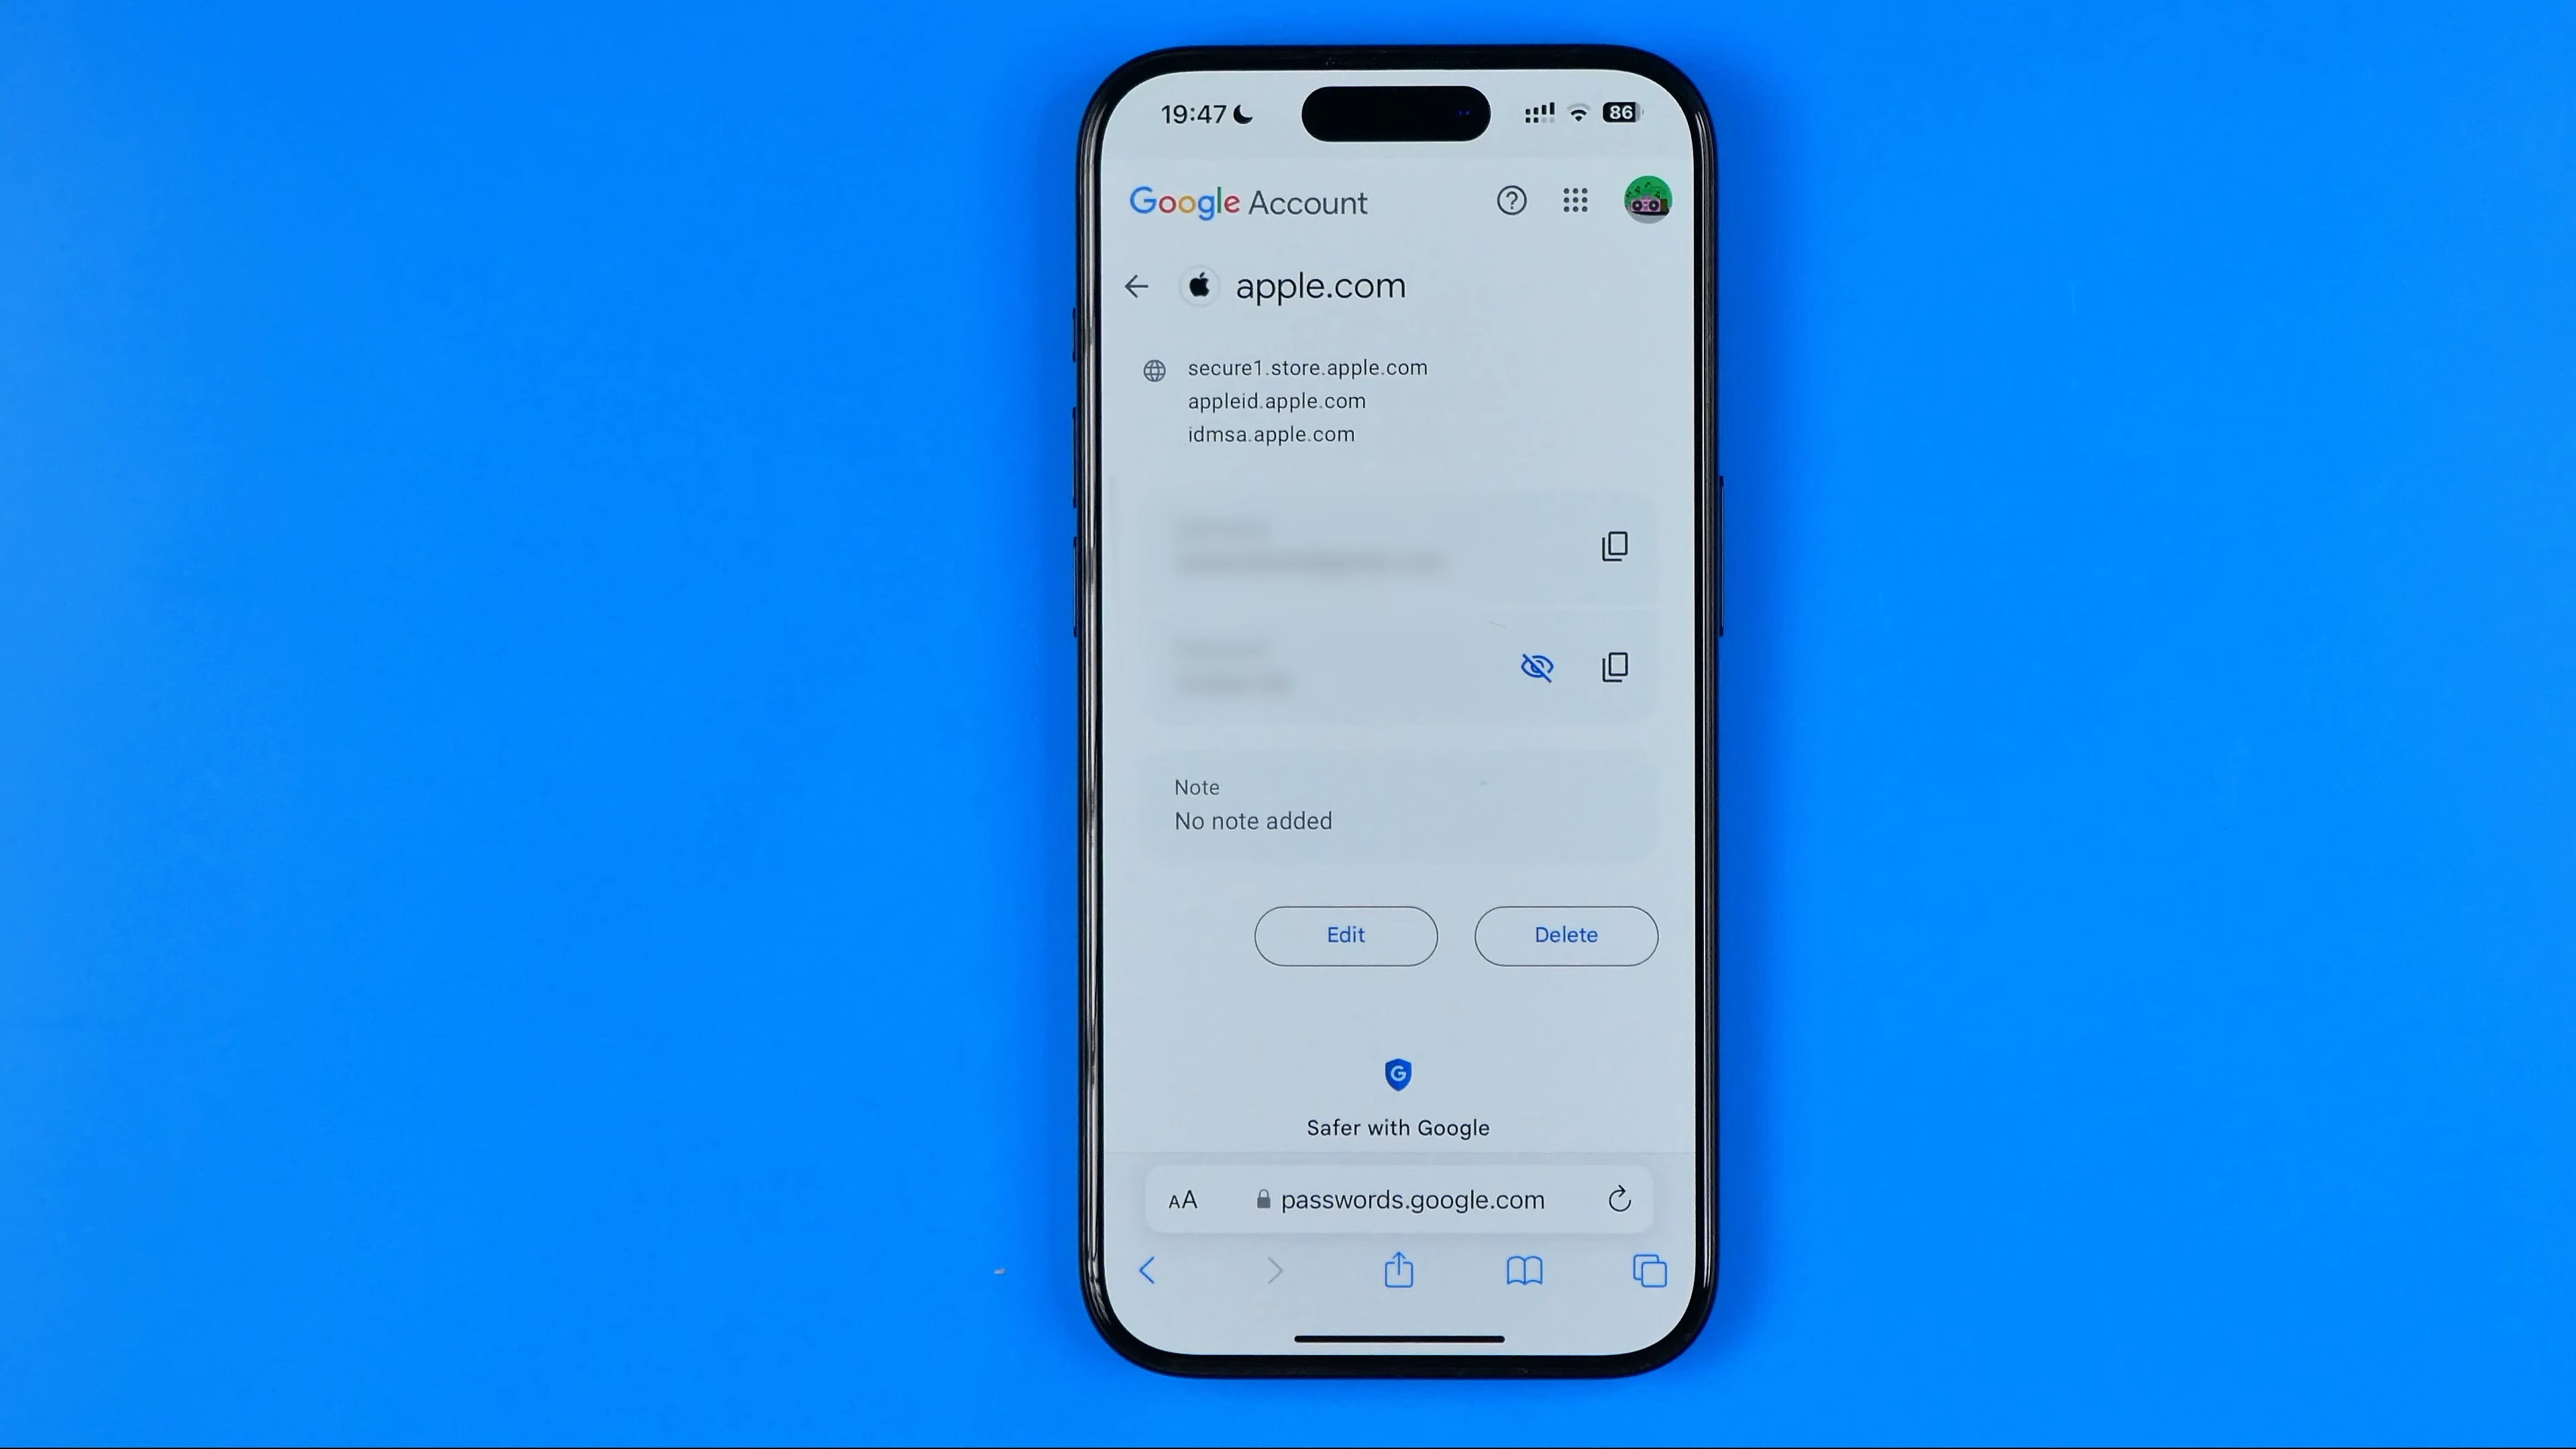 19:47 86
Google Account
apple.com
secure1.store.apple.com
appleid.apple.com
idmsa.apple.com
Note
No note added
Edit Delete
G
Safer with Google
AA passwords.google.com